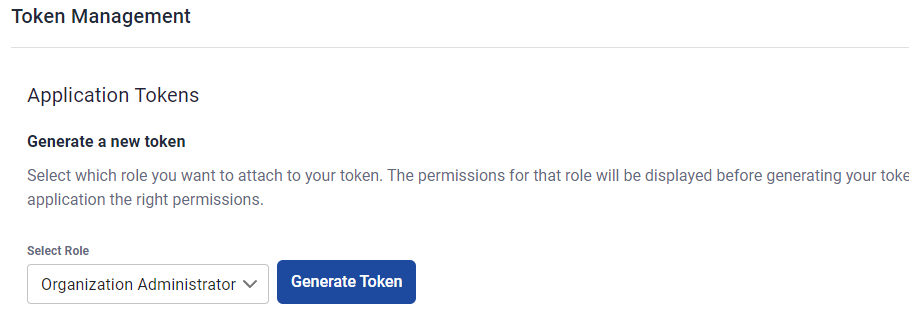 Token Management
Application Tokens
Generate a new token
Select which role you want to attach to your token. The permissions for that role will be displayed before generating your toke
application the right permissions.
Select Role
Organization Administrator
Generate Token